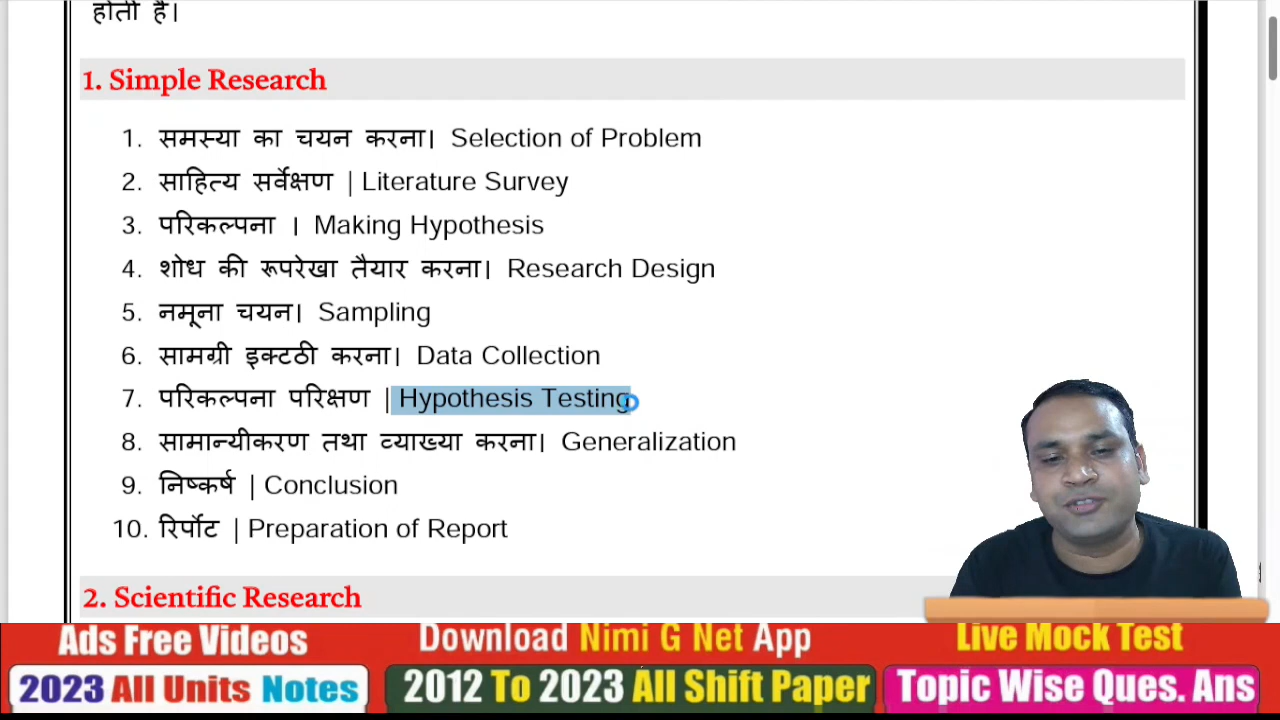 होती है।
1. Simple Research
1. समस्या का चयन करना। Selection of Problem
2. साहित्य सर्वेक्षण | Literature Survey
3. परिकल्पना । Making Hypothesis
4. शोध की रूपरेखा तैयार करना। Research Design
5. नमूना चयन। Sampling
6. सामग्री इक्टठी करना। Data Collection
7. परिकल्पना परिक्षण | Hypothesis Testing
8. सामान्यीकरण तथा व्याख्या करना। Generalization
9. निष्कर्ष | Conclusion
10. रिर्पोट | Preparation of Report
2. Scientific Research
Ads Free Videos
Download Nimi G Net App
Live Mock Test
2023 All Units Notes
2012 To 2023 All Shift Paper
Topic Wise Ques. Ans